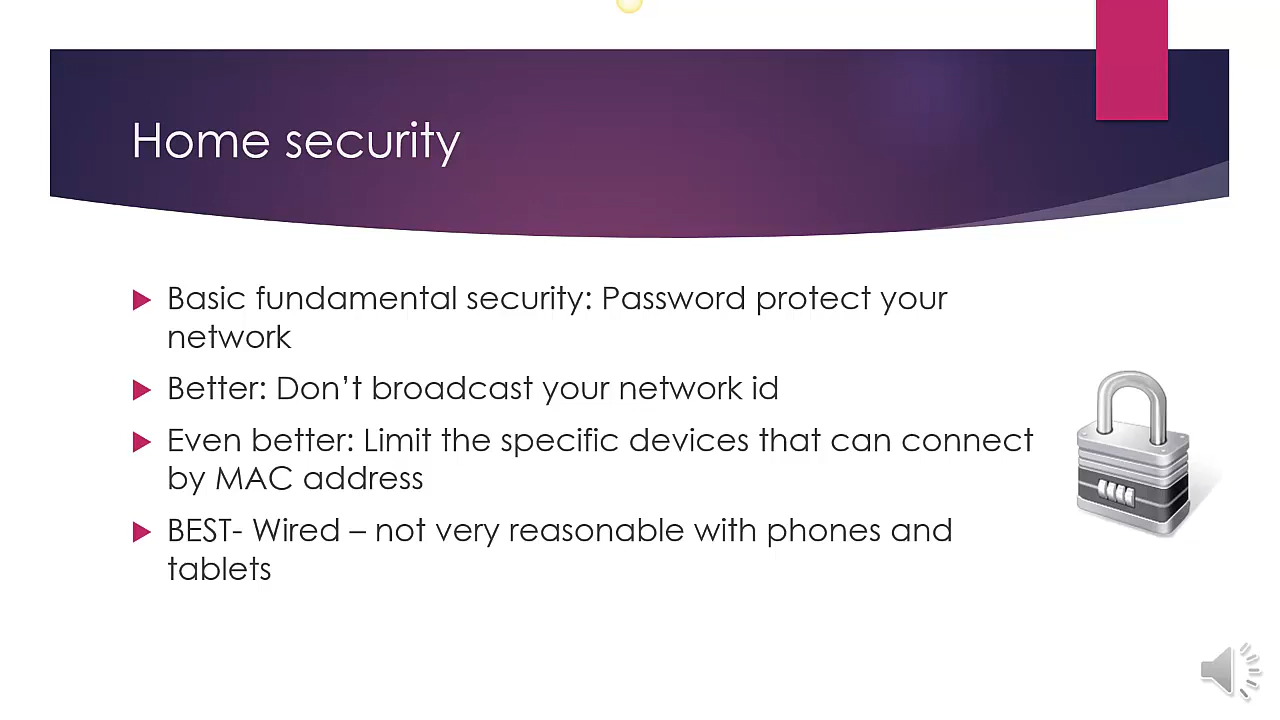 Home security
Basic fundamental security: Password protect your
network
Better: Don’t broadcast your network id
Even better: Limit the specific devices that can connect
by MAC address
BEST- Wired – not very reasonable with phones and
tablets